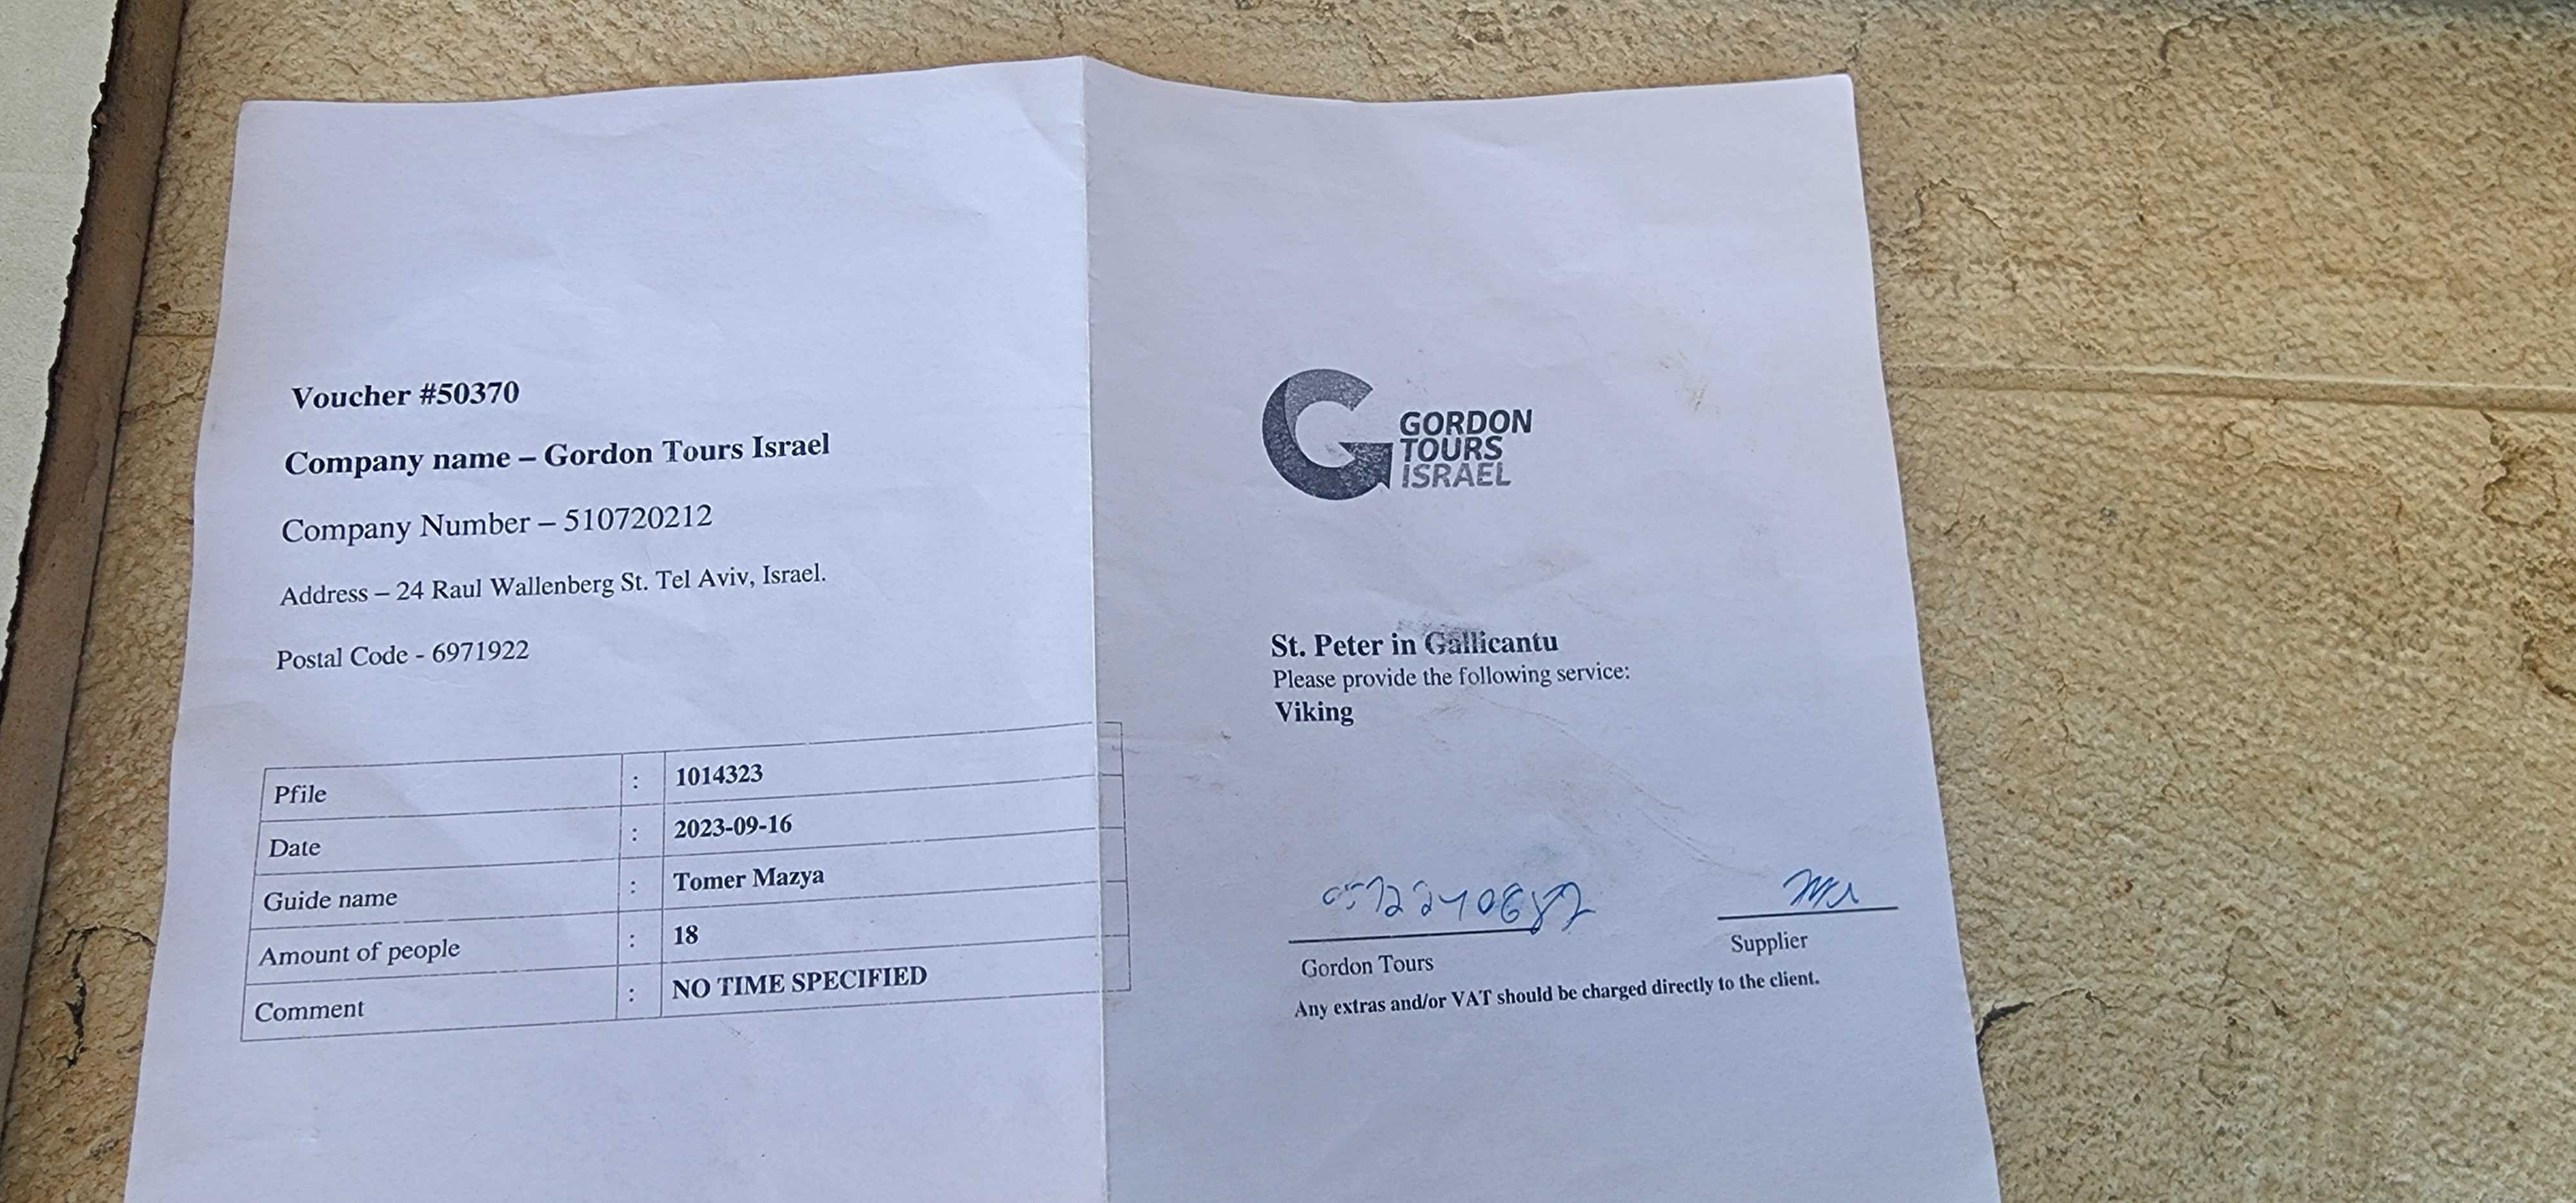 Voucher #50370
Company name – Gordon Tours Israel
Company Number – 510720212
Address – 24 Raul Wallenberg St. Tel Aviv, Israel.
Postal Code - 6971922
Pfile : 1014323
Date : 2023-09-16
Guide name : Tomer Mazya
Amount of people : 18
Comment : NO TIME SPECIFIED
GORDON
TOURS
ISRAEL
St. Peter in Gallicantu
Please provide the following service:
Viking
Gordon Tours
Supplier
Any extras and/or VAT should be charged directly to the client.